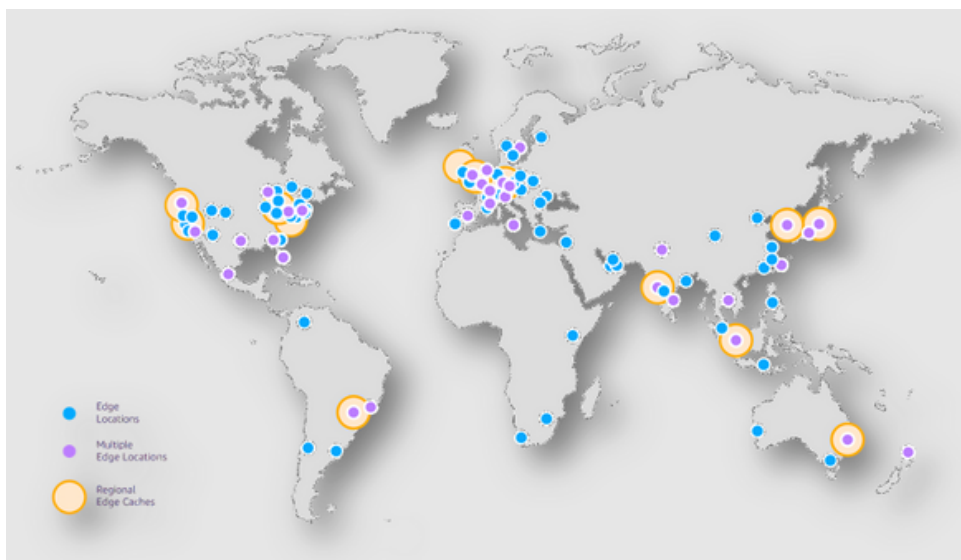 Edge
Locations
Multiple
Edge Locations
Regional
Edge Caches